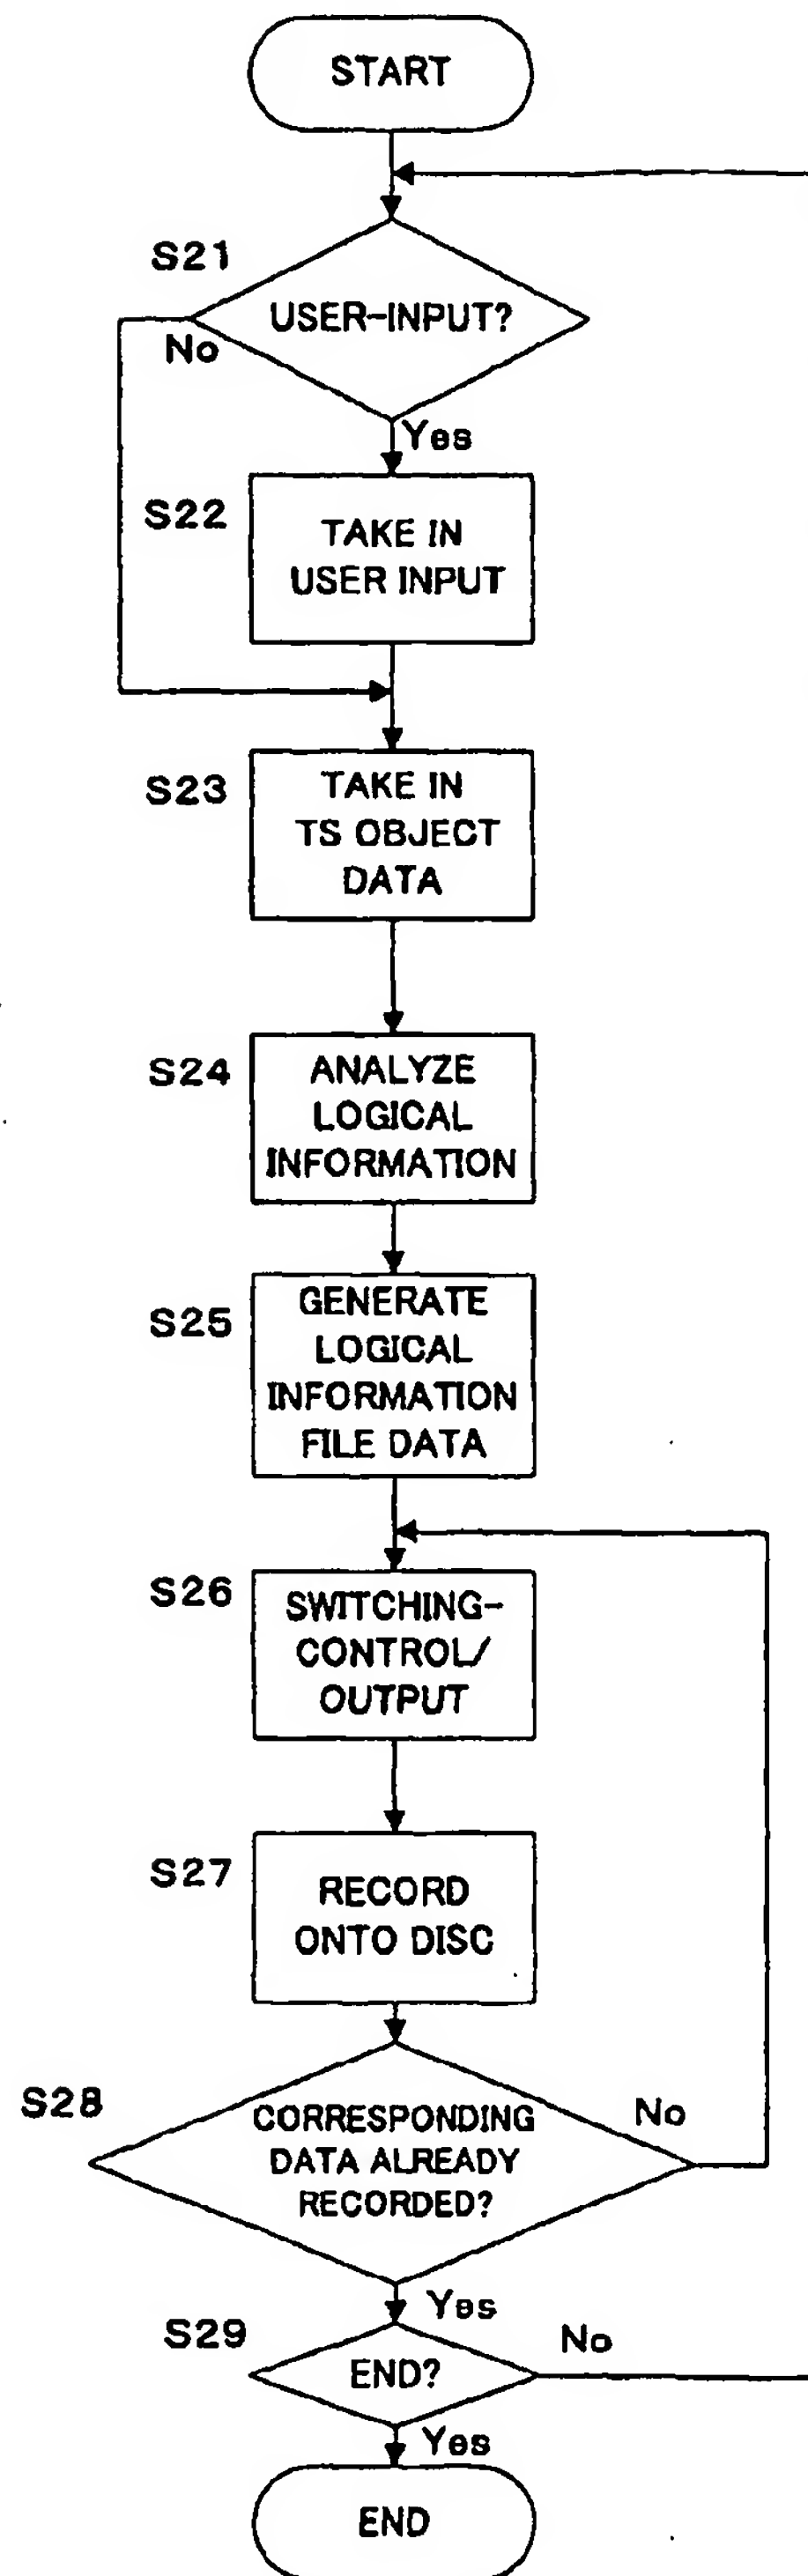 START
S21
USER-INPUT?
No
Yes
S22
TAKE IN
USER INPUT
S23
TAKE IN
TS OBJECT
DATA
S24
ANALYZE
LOGICAL
INFORMATION
S25
GENERATE
LOGICAL
INFORMATION
FILE DATA
S26
SWITCHING-
CONTROL/
OUTPUT
S27
RECORD
ONTO DISC
S28
CORRESPONDING
DATA ALREADY
RECORDED?
No
Yes
S29
END?
No
Yes
END